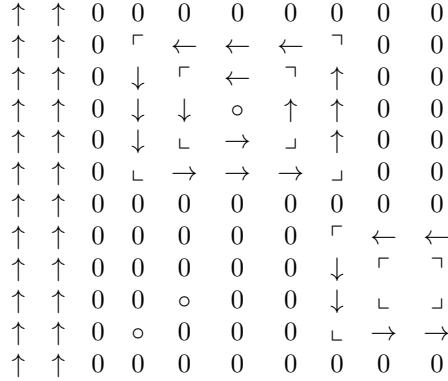 ↑ ↑ 0 0 0 0 0 0 0 0
↑ ↑ 0 ⌜ ← ← ← ⌝ 0 0
↑ ↑ 0 ↓ ⌜ ← ⌝ ↑ 0 0
↑ ↑ 0 ↓ ↓ ∘ ↑ ↑ 0 0
↑ ↑ 0 ↓ ⌞ → ⌟ ↑ 0 0
↑ ↑ 0 ⌞ → → → ⌟ 0 0
↑ ↑ 0 0 0 0 0 0 0 0
↑ ↑ 0 0 0 0 0 ⌜ ← ←
↑ ↑ 0 0 0 0 0 ↓ ⌜ ⌝
↑ ↑ 0 0 ∘ 0 0 ↓ ⌞ ⌟
↑ ↑ 0 ∘ 0 0 0 ⌞ → →
↑ ↑ 0 0 0 0 0 0 0 0